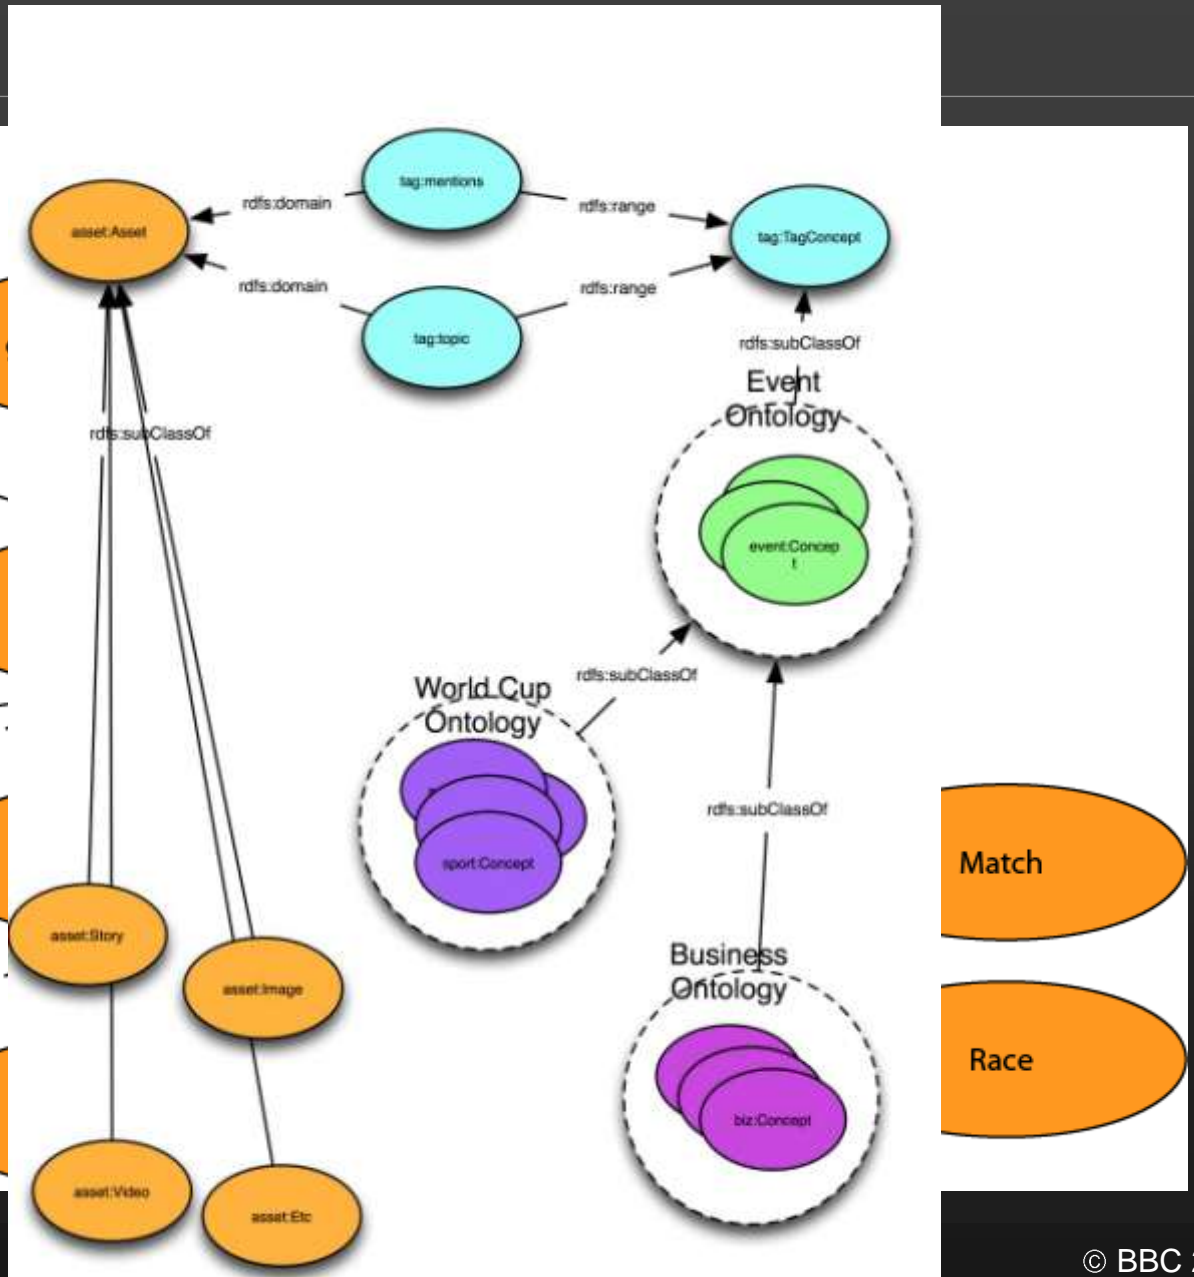 tag:mentions
rdfs:domain
rdfs:range
asset:Asset
tag:TagConcept
rdfs:domain
rdfs:range
tag:topic
rdfs:subClassOf
Event
Ontology
rdfs:subClassOf
event:Concep
t
rdfs:subClassOf
World Cup
Ontology
rdfs:subClassOf
sport:Concept
Match
asset:Story
Business
Ontology
asset:Image
Race
biz:Concept
asset:Video
asset:Etc
© BBC